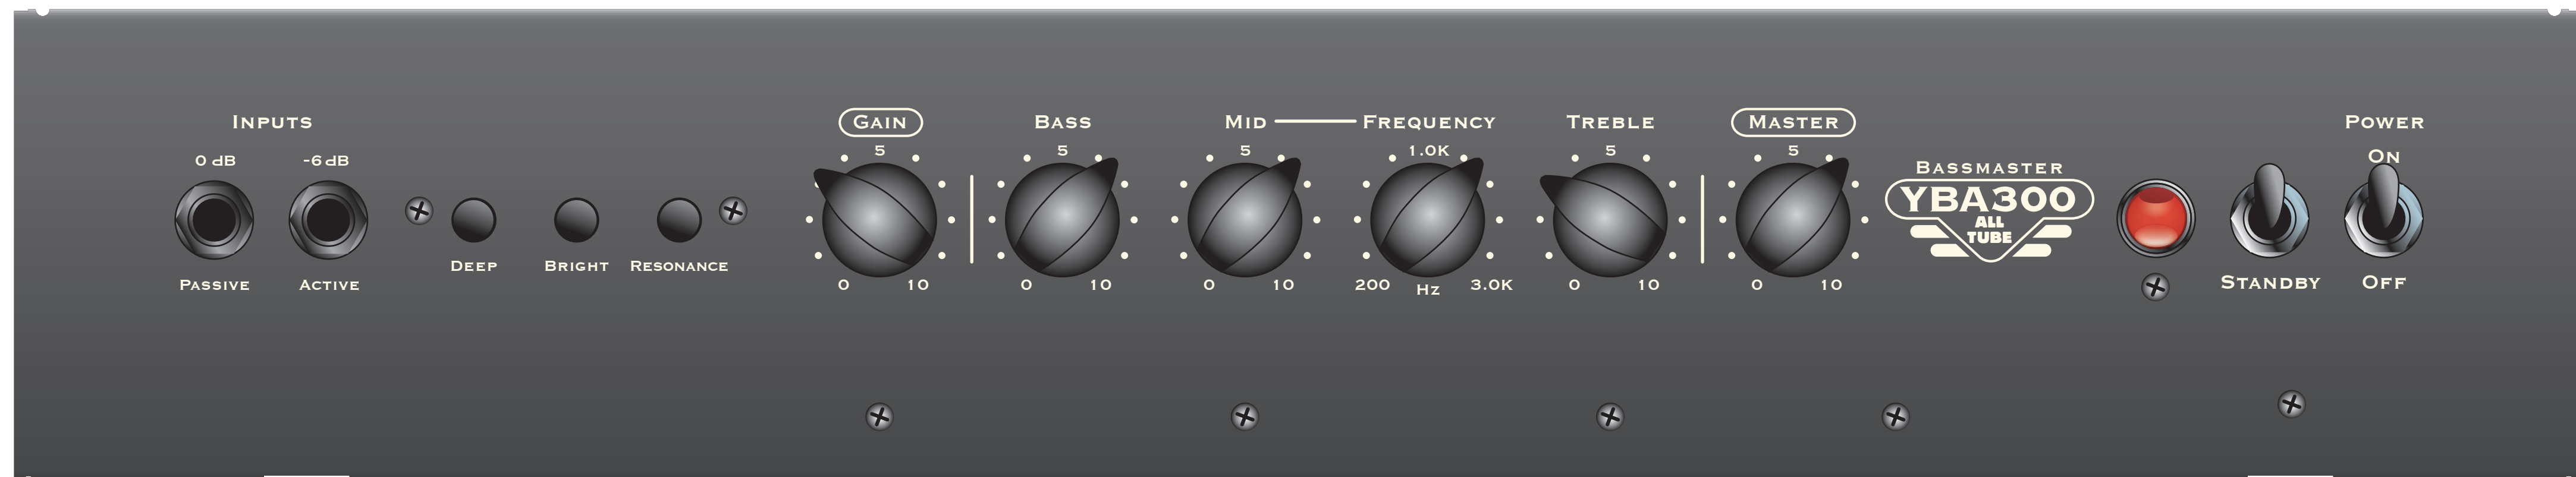 INPUTS
0 dB
-6 dB
PASSIVE
ACTIVE
DEEP
BRIGHT
RESONANCE
GAIN
5
0 10
BASS
5
0 10
MID
5
0 10
FREQUENCY
1.0K
200 Hz 3.0K
TREBLE
5
0 10
MASTER
5
0 10
BASSMASTER
YBA300
ALL
TUBE
STANDBY
POWER
ON
OFF